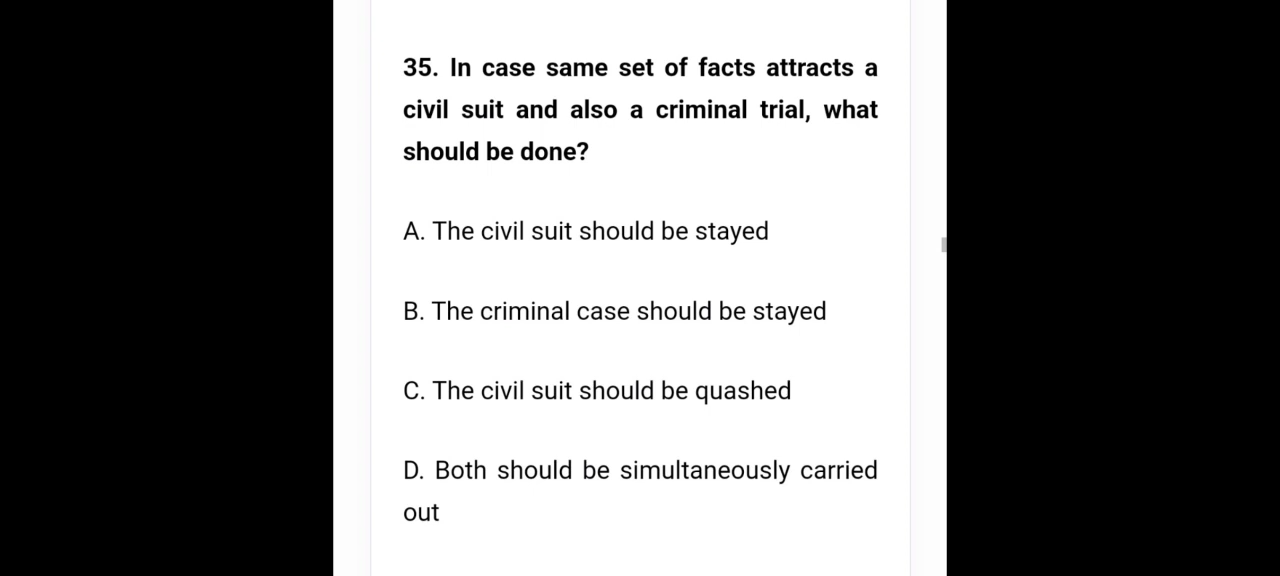 35. In case same set of facts attracts a
civil suit and also a criminal trial, what
should be done?
A. The civil suit should be stayed
B. The criminal case should be stayed
C. The civil suit should be quashed
D. Both should be simultaneously carried
out